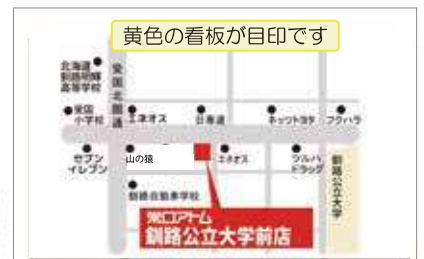 黄色の看板が目印です
北海道
釧路明輝
高等学校
愛国北園通
愛国
小学校
エネオス
日専連
ネッツトヨタ
フクハラ
セブン
イレブン
山の猿
エネオス
ツルハ
ドラッグ
釧路公立大学
釧路自動車学校
釧路公立大学前店